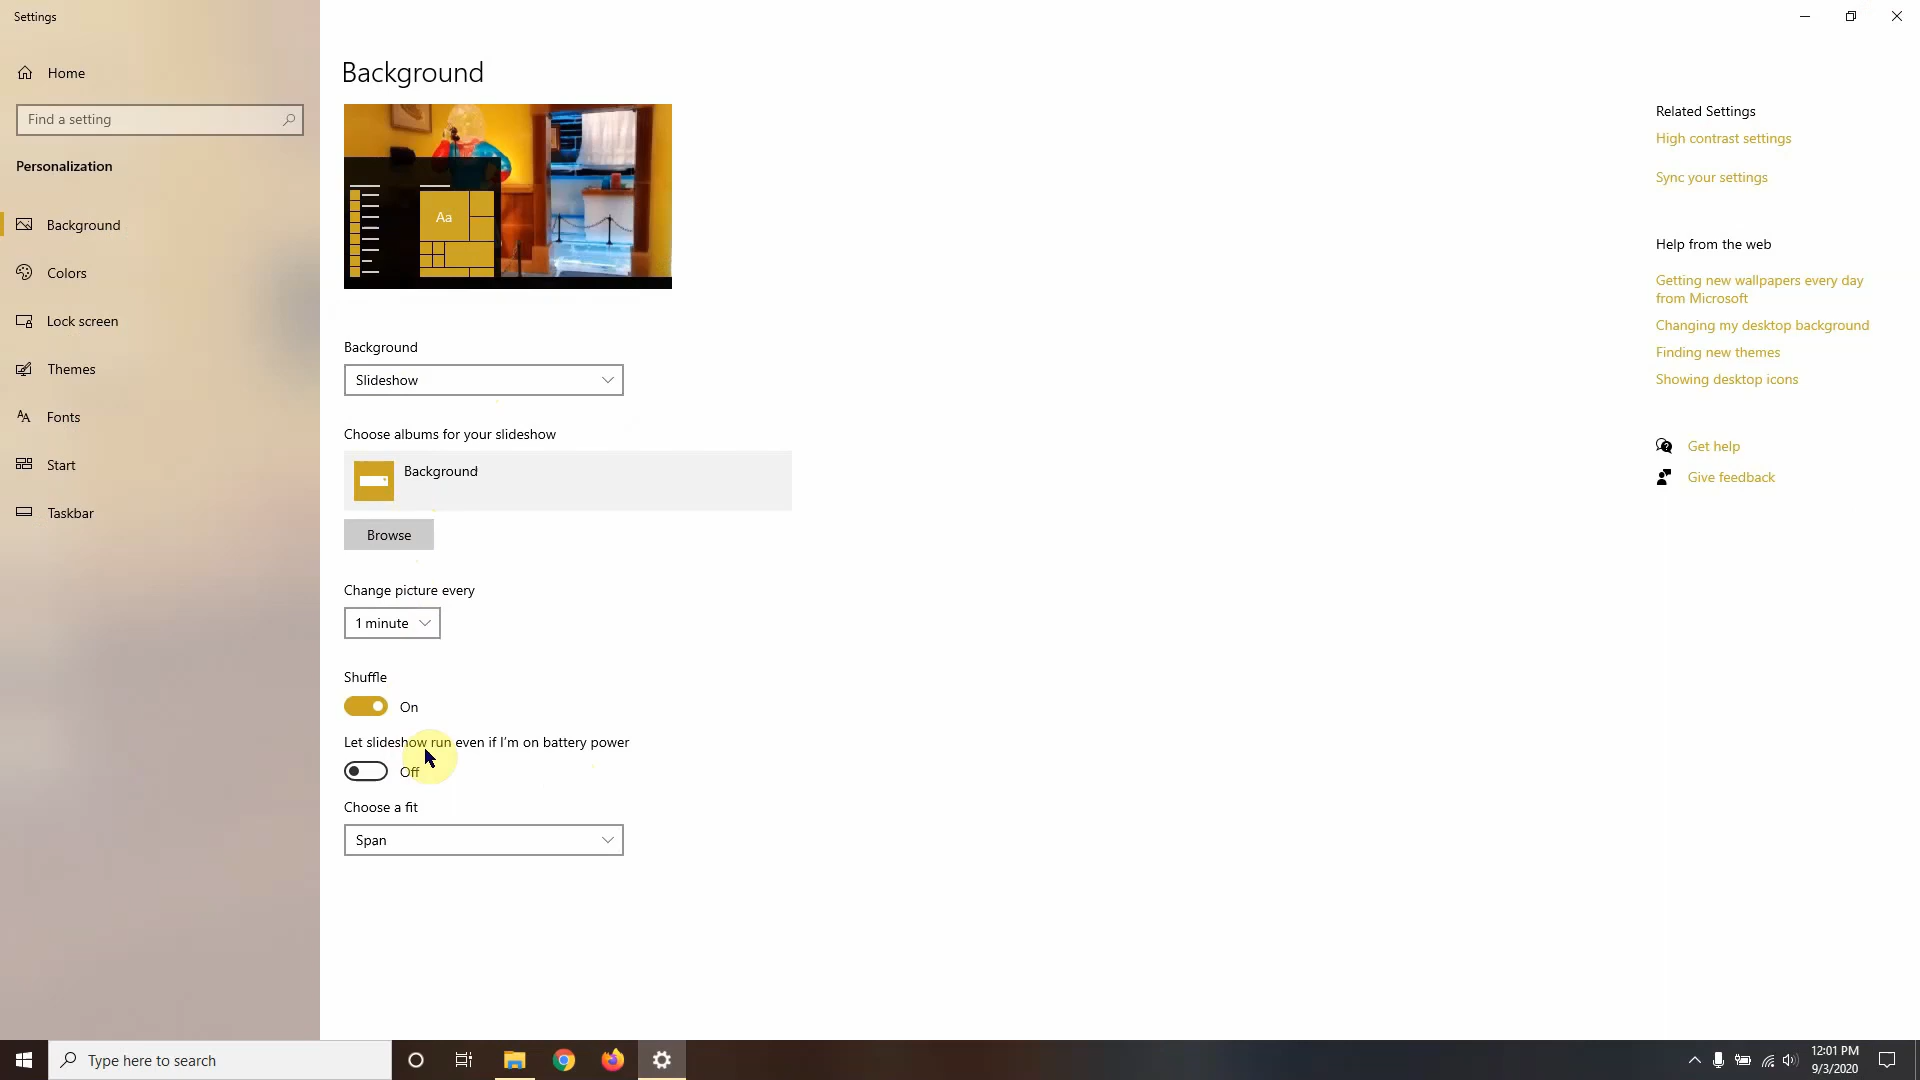 Settings
Home
Find a setting
Personalization
Background
Colors
Lock screen
Themes
Fonts
Start
Taskbar
Background
Aa
Background
Slideshow
Choose albums for your slideshow
Background
Browse
Change picture every
1 minute
Shuffle
On
Let slideshow run even if I'm on battery power
Off
Choose a fit
Span
Related Settings
High contrast settings
Sync your settings
Help from the web
Getting new wallpapers every day
from Microsoft
Changing my desktop background
Finding new themes
Showing desktop icons
Get help
Give feedback
Type here to search
12:01 PM
9/3/2020